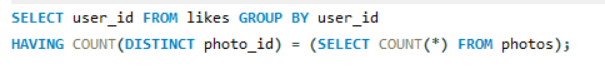 SELECT user_id FROM likes GROUP BY user_id
HAVING COUNT(DISTINCT photo_id) = (SELECT COUNT(*) FROM photos);